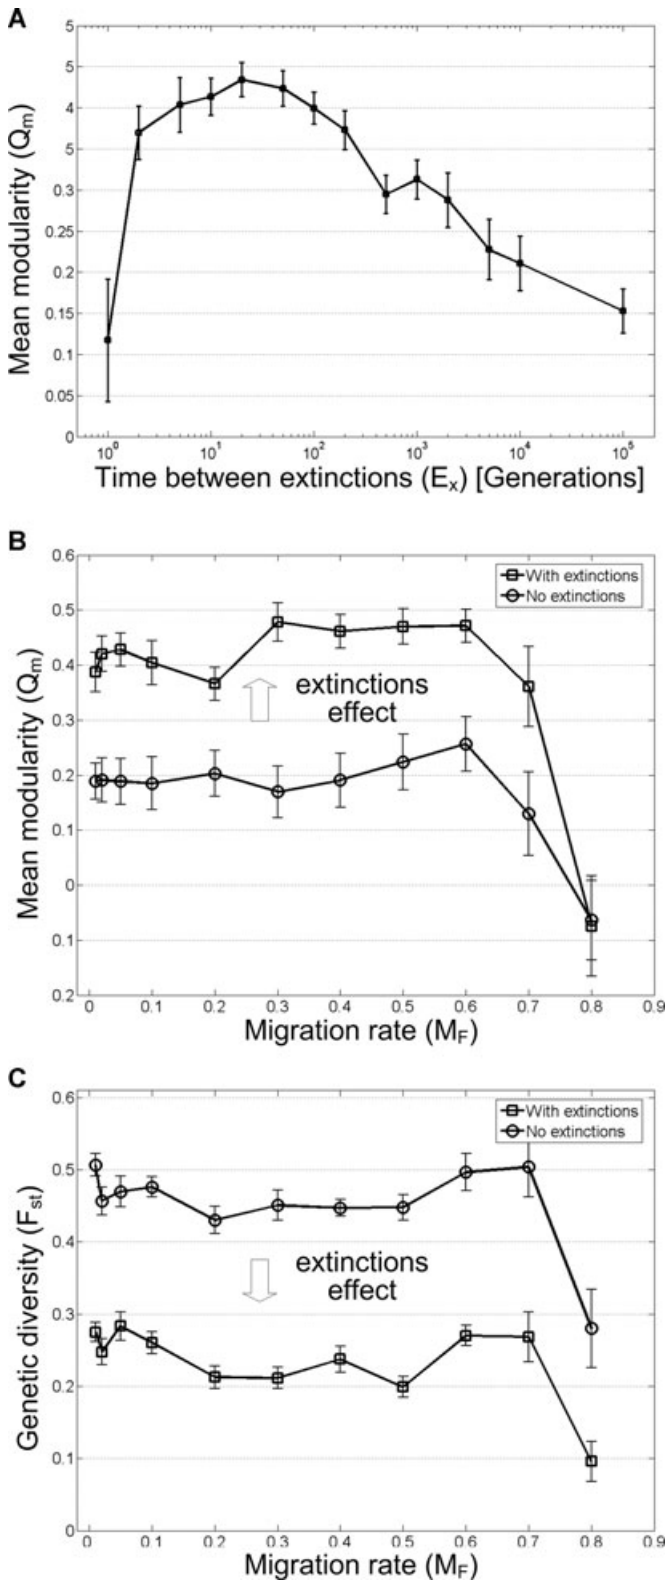 A
5
5
4
5
0.3
0.25
0.2
0.15
0.1
0.05
0
Mean modularity (Qm)
10^0 10^1 10^2 10^3 10^4 10^5
Time between extinctions (Ex) [Generations]
B
0.6
0.5
0.4
0.3
0.2
0.1
0
0.1
0.2
Mean modularity (Qm)
With extinctions
No extinctions
extinctions
effect
0 0.1 0.2 0.3 0.4 0.5 0.6 0.7 0.8 0.9
Migration rate (MF)
C
0.6
0.5
0.4
0.3
0.2
0.1
0
Genetic diversity (Fst)
With extinctions
No extinctions
extinctions
effect
0 0.1 0.2 0.3 0.4 0.5 0.6 0.7 0.8 0.9
Migration rate (MF)